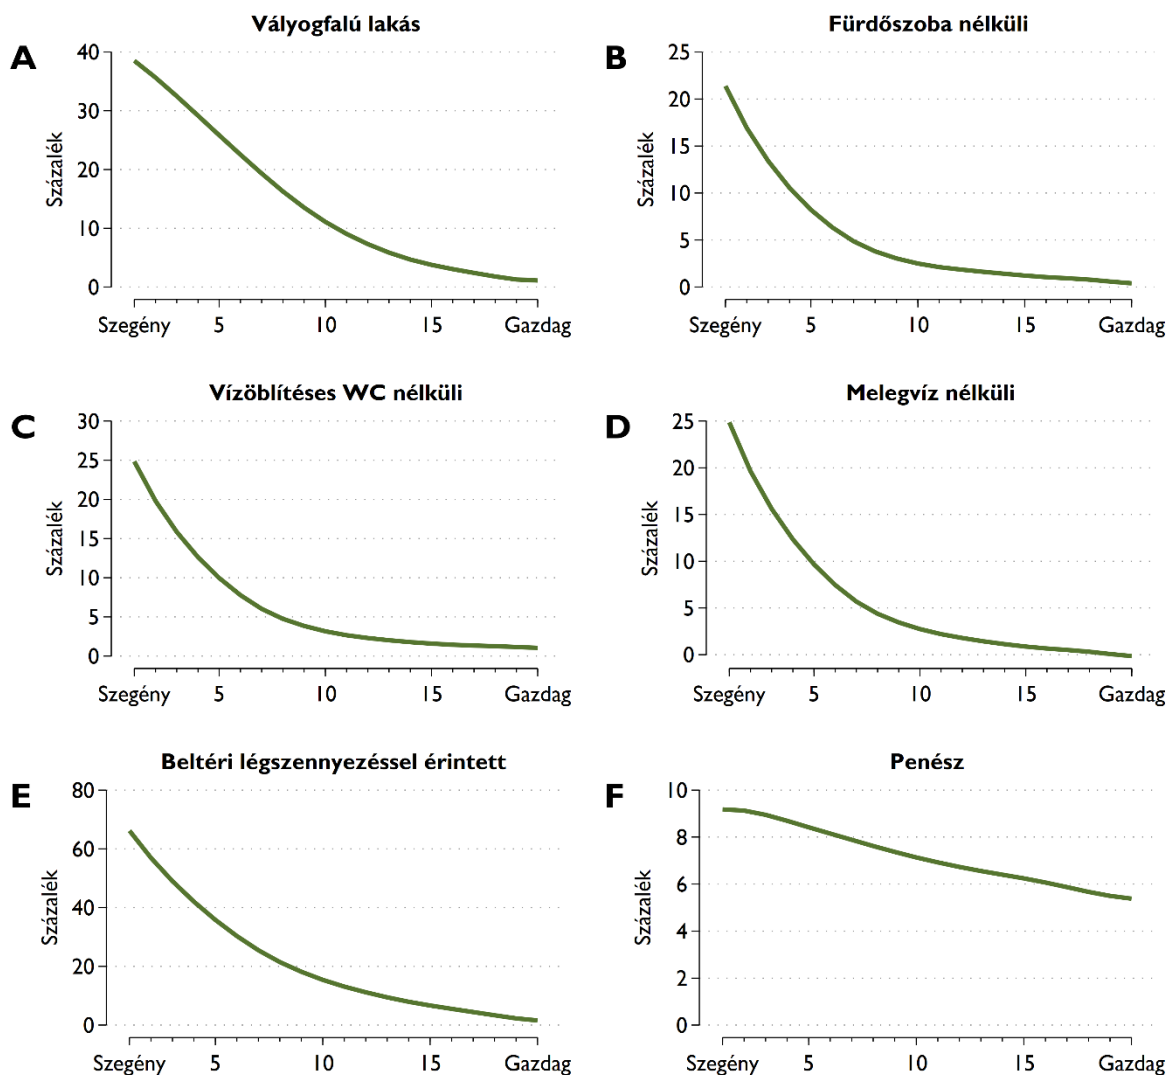 A
Vályogfalú lakás
Százalék
40
30
20
10
0
Szegény 5 10 15 Gazdag
B
Fürdőszoba nélküli
Százalék
25
20
15
10
5
0
Szegény 5 10 15 Gazdag
C
Vízöblítéses WC nélküli
Százalék
30
25
20
15
10
5
0
Szegény 5 10 15 Gazdag
D
Melegvíz nélküli
Százalék
25
20
15
10
5
0
Szegény 5 10 15 Gazdag
E
Beltéri légszennyezéssel érintett
Százalék
80
60
40
20
0
Szegény 5 10 15 Gazdag
F
Penész
Százalék
10
8
6
4
2
0
Szegény 5 10 15 Gazdag